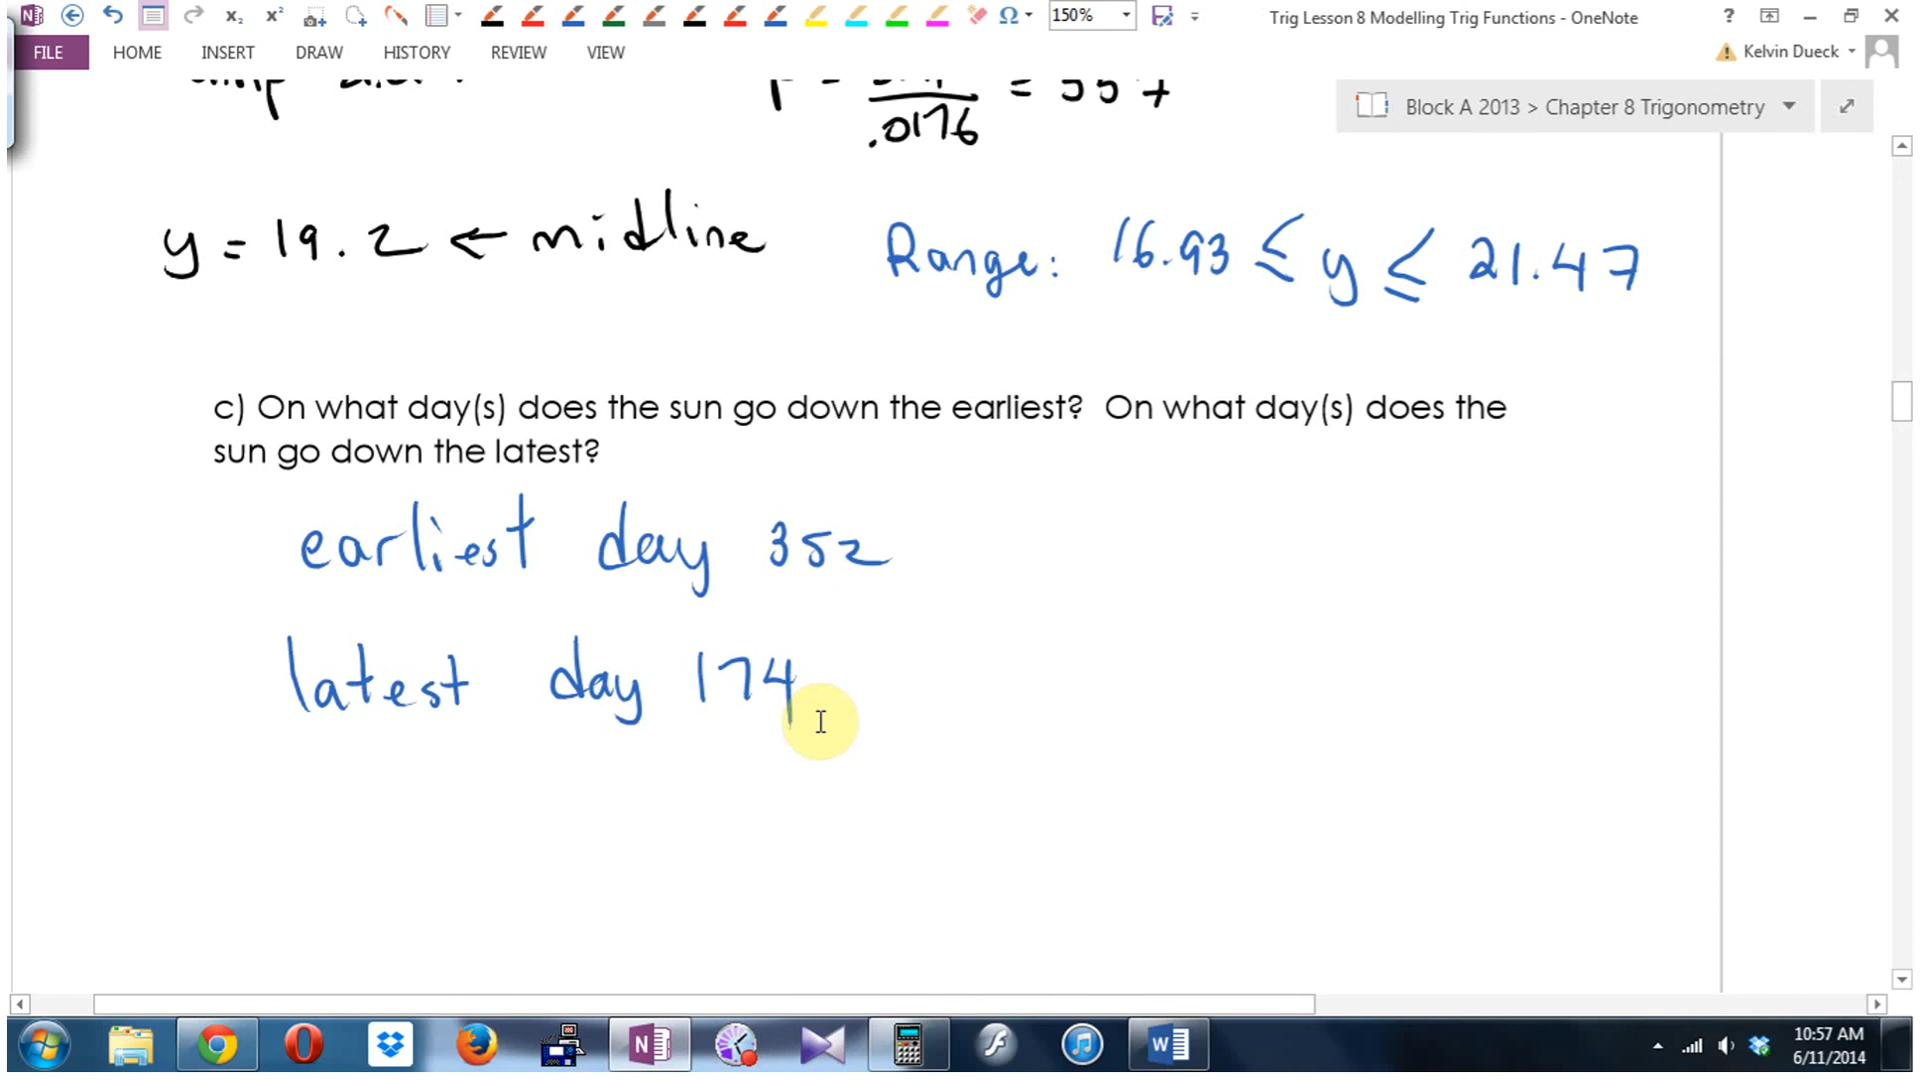 x₂ x² Ω 150% Trig Lesson 8 Modelling Trig Functions - OneNote ?
FILE HOME INSERT DRAW HISTORY REVIEW VIEW Kelvin Dueck
.0176 =
Block A 2013 > Chapter 8 Trigonometry
y = 19.2 ← midline
Range: 16.93 ≤ y ≤ 21.47
c) On what day(s) does the sun go down the earliest? On what day(s) does the
sun go down the latest?
earliest day 352
latest day 174
10:57 AM
6/11/2014